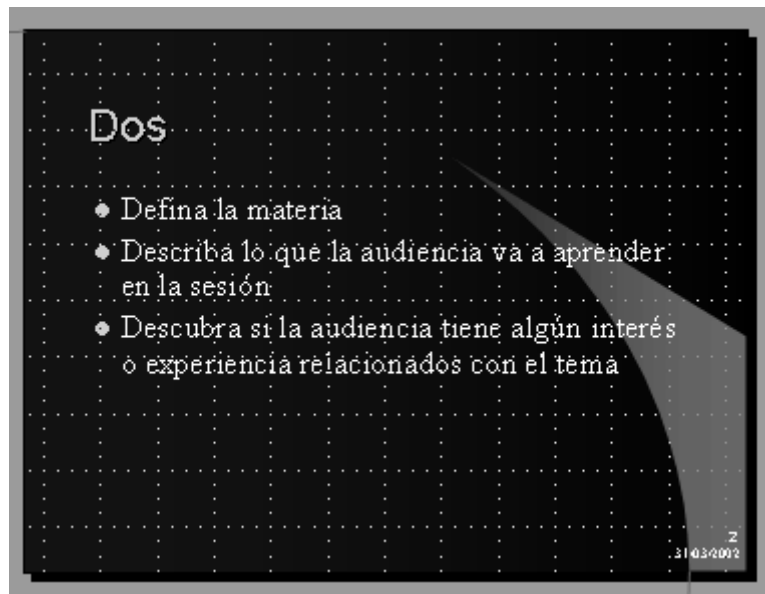 Dos
Defina la materia
Describa lo que la audiencia va a aprender
en la sesión
Descubra si la audiencia tiene algún interés
o experiencia relacionados con el tema
2
31/03/2002